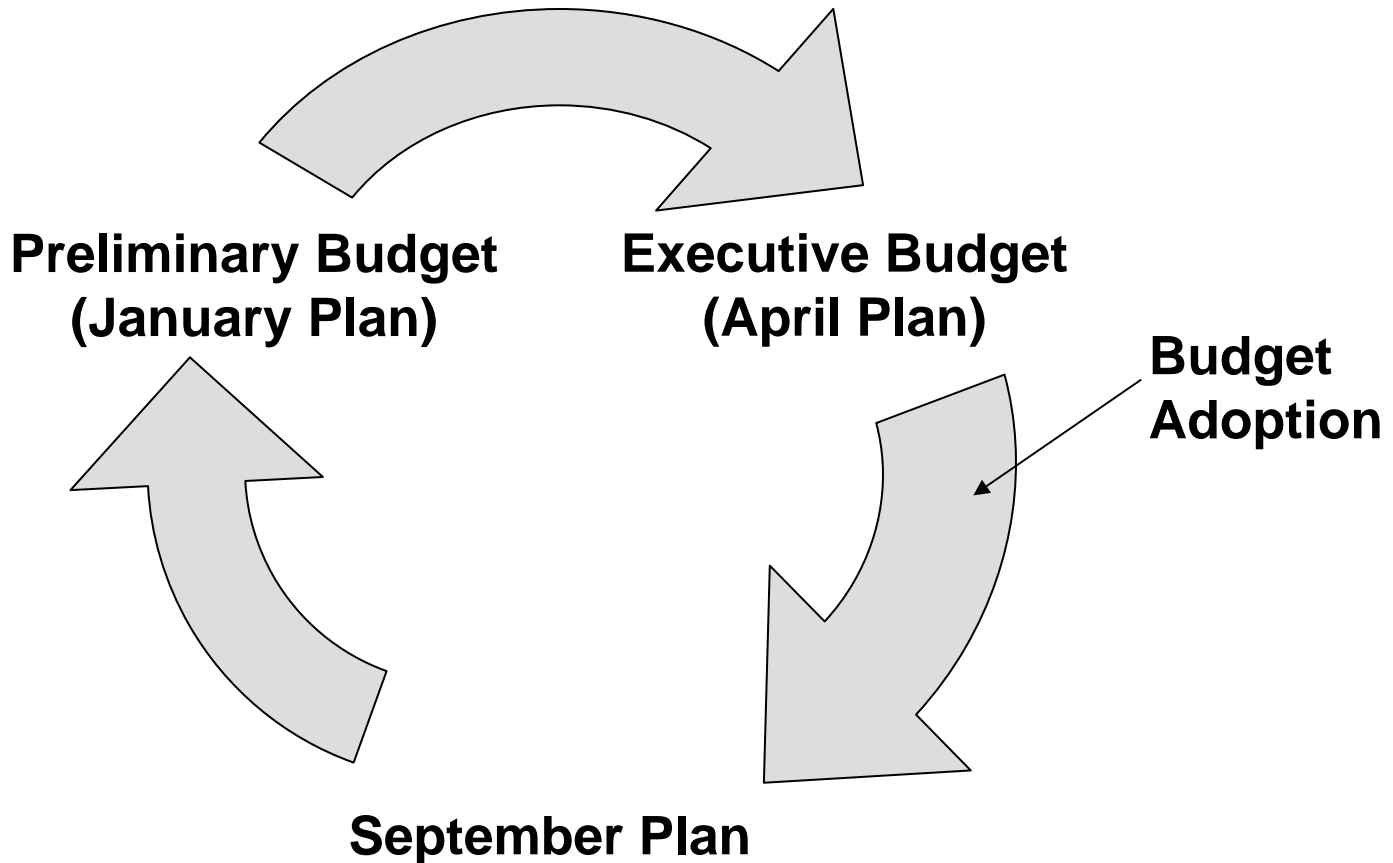 Preliminary Budget
(January Plan)
Executive Budget
(April Plan)
Budget
Adoption
September Plan